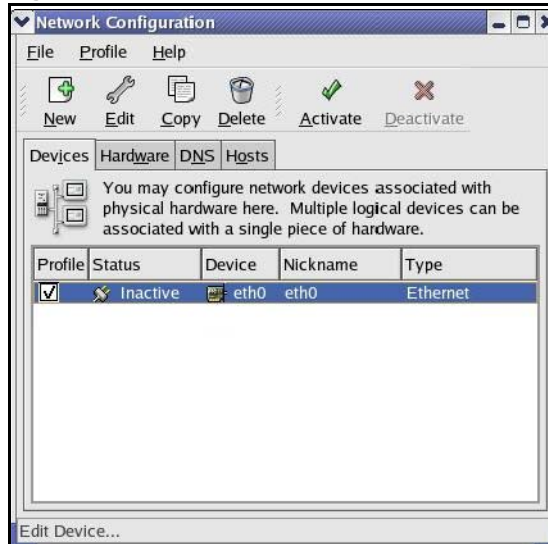 Network Configuration
File Profile Help
New Edit Copy Delete Activate Deactivate
Devices Hardware DNS Hosts
You may configure network devices associated with
physical hardware here. Multiple logical devices can be
associated with a single piece of hardware.
Profile Status Device Nickname Type
Inactive eth0 eth0 Ethernet
Edit Device...